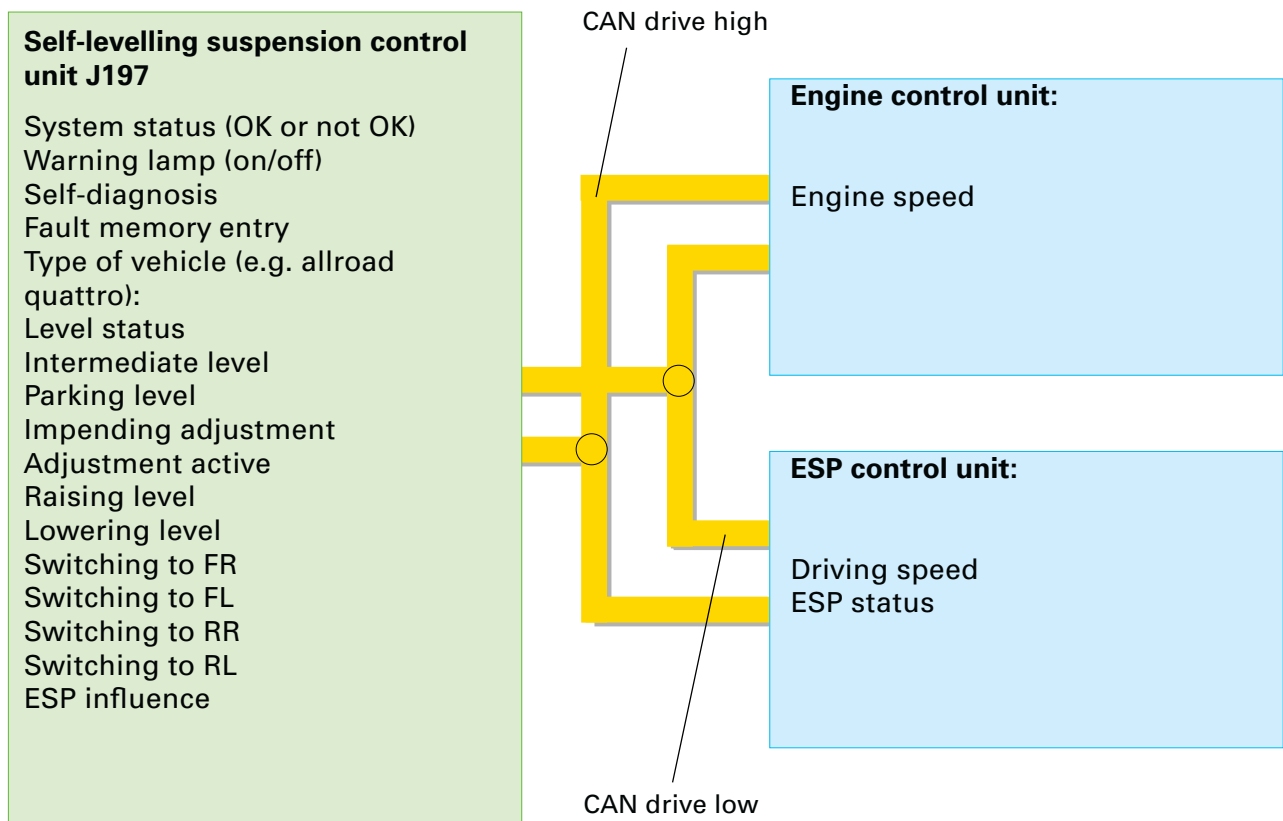 CAN drive high
Self-levelling suspension control
unit J197
System status (OK or not OK)
Warning lamp (on/off)
Self-diagnosis
Fault memory entry
Type of vehicle (e.g. allroad
quattro):
Level status
Intermediate level
Parking level
Impending adjustment
Adjustment active
Raising level
Lowering level
Switching to FR
Switching to FL
Switching to RR
Switching to RL
ESP influence
Engine control unit:
Engine speed
ESP control unit:
Driving speed
ESP status
CAN drive low